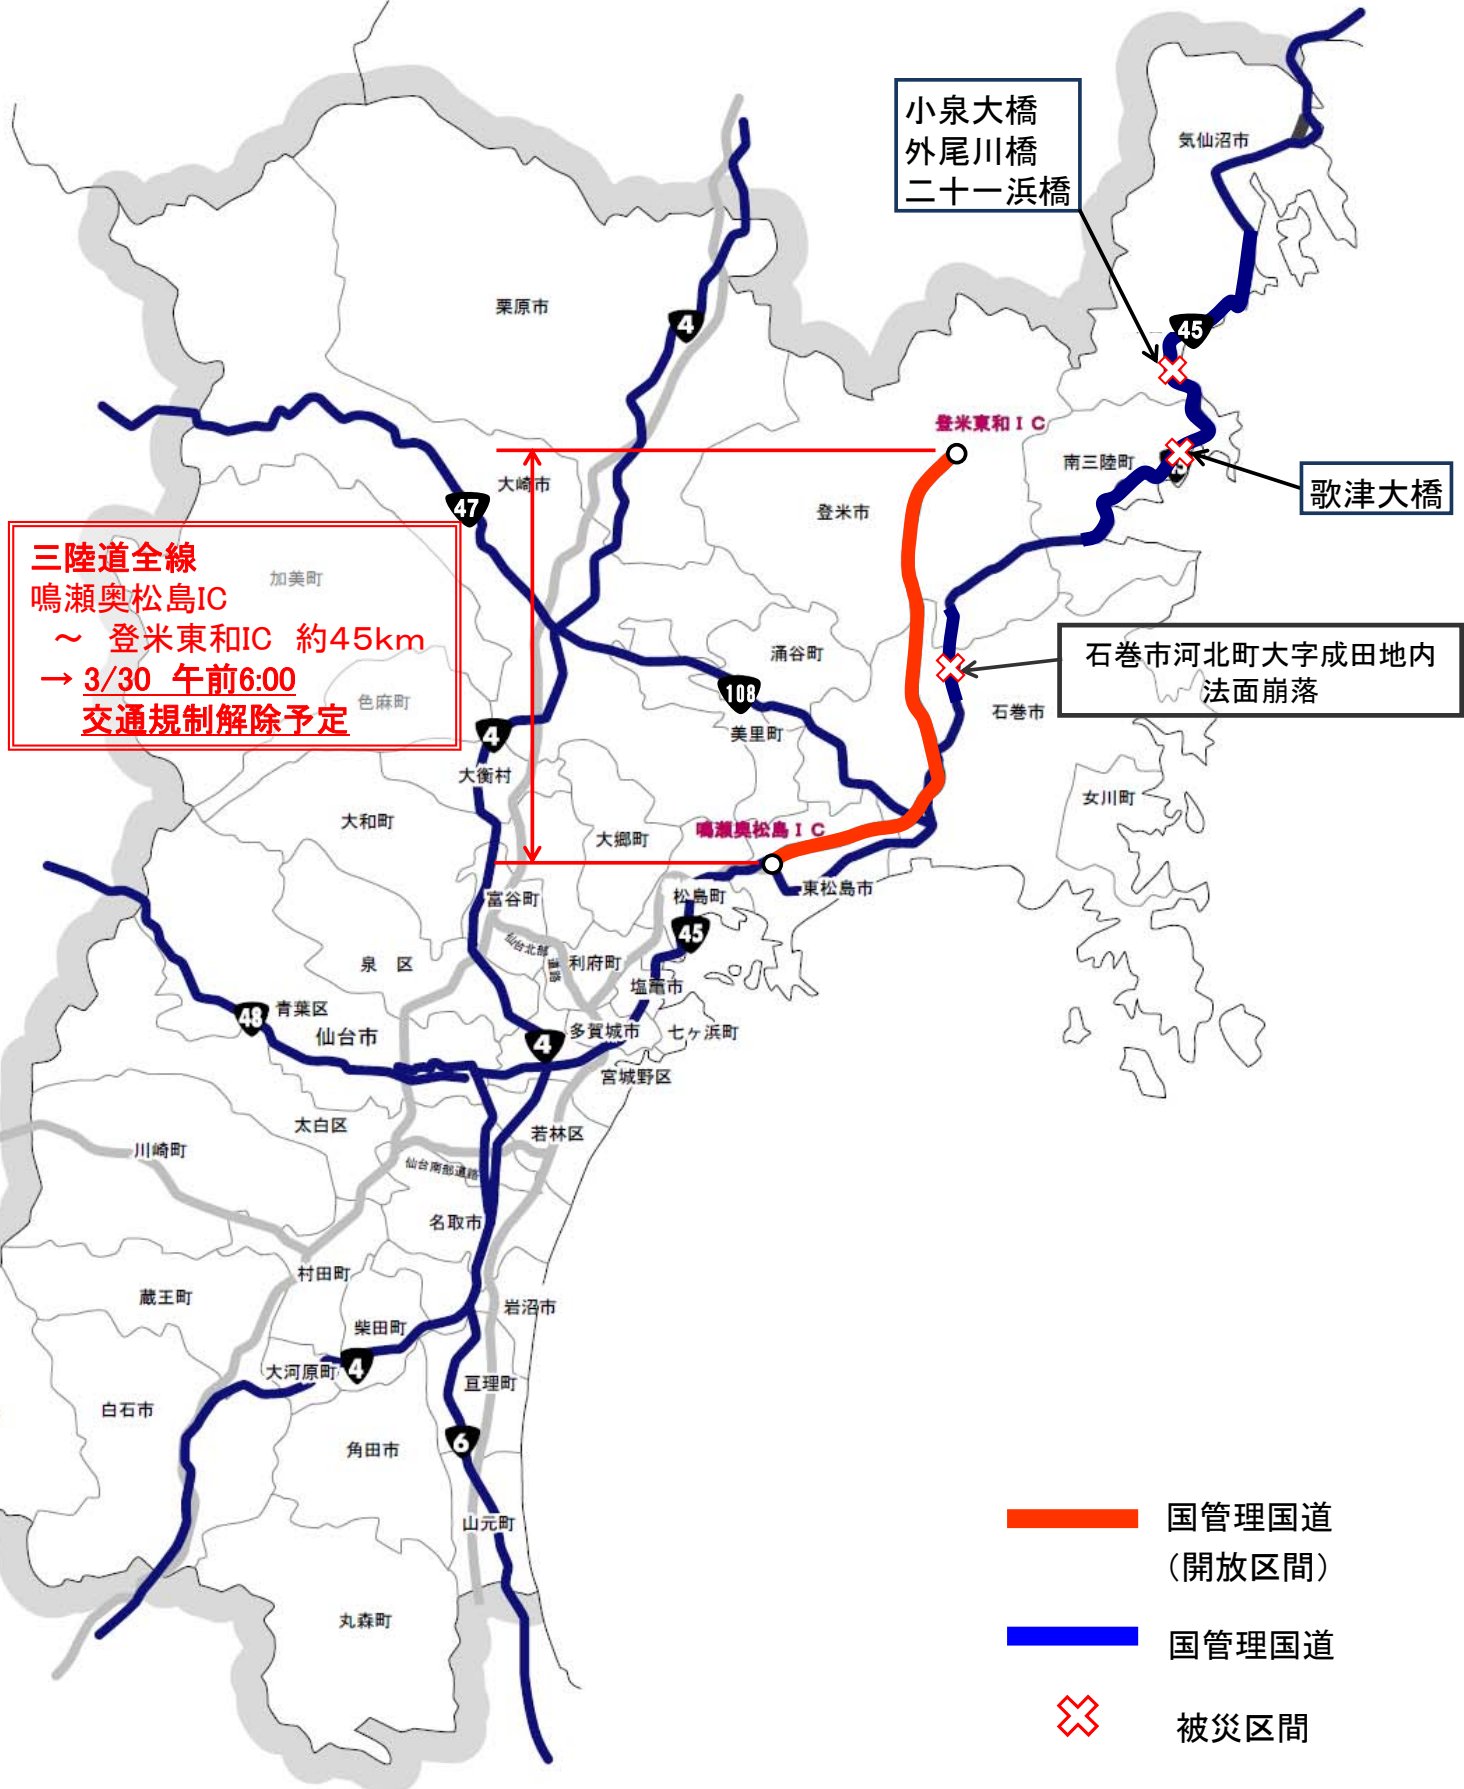 小泉大橋
外尾川橋
二十一浜橋
気仙沼市
栗原市
4
45
登米東和IC
大崎市
南三陸町
歌津大橋
47
登米市
三陸道全線
鳴瀬奥松島IC
～ 登米東和IC 約45km
→ 3/30 午前6:00
交通規制解除予定
加美町
色麻町
涌谷町
石巻市河北町大字成田地内
法面崩落
108
石巻市
美里町
4
大衡村
女川町
大和町
大郷町
鳴瀬奥松島IC
富谷町
松島町
東松島市
45
仙台北部
道路
利府町
泉 区
塩竈市
青葉区
48
仙台市
4
多賀城市
七ヶ浜町
宮城野区
太白区
若林区
川崎町
仙台南部道路
名取市
村田町
蔵王町
岩沼市
柴田町
大河原町
4
亘理町
白石市
角田市
6
山元町
丸森町
国管理国道
（開放区間）
国管理国道
被災区間